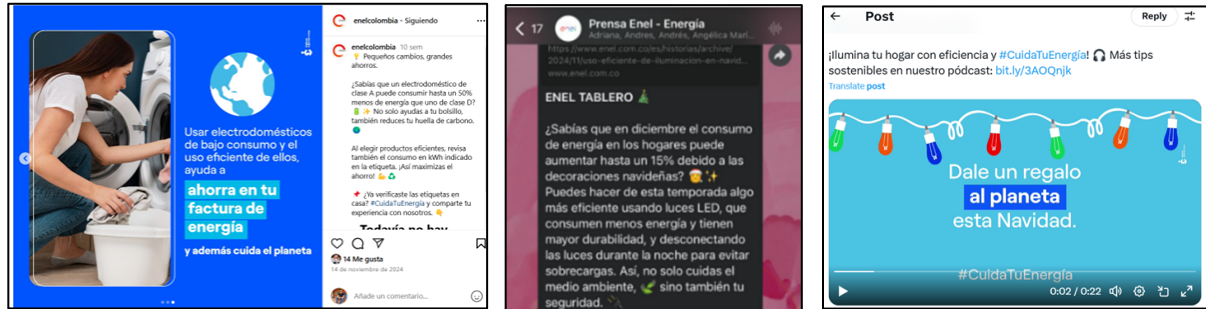 Usar electrodomésticos
de bajo consumo y el
uso eficiente de ellos,
ayuda a
ahorra en tu
factura de
energía
y además cuida el planeta
enelcolombia • Siguiendo
enelcolombia 10 sem
💡 Pequeños cambios, grandes
ahorros.
¿Sabías que un electrodoméstico de
clase A puede consumir hasta un 50%
menos de energía que uno de clase D?
🔋✨ No solo ayudas a tu bolsillo,
también reduces tu huella de carbono.
🌎
Al elegir productos eficientes, revisa
también el consumo en kWh indicado
en la etiqueta. ¡Así maximizas el
ahorro! 💪♻️
📌 ¿Ya verificaste las etiquetas en
casa? #CuidaTuEnergía y comparte tu
experiencia con nosotros. 👇
Todavía no hay
14 Me gusta
14 de noviembre de 2024
Añade un comentario...
17
Prensa Enel - Energía
Adriana, Andres, Andrés, Angélica Marí...
https://www.enel.com.co/es/historias/archive/
2024/11/uso-eficiente-de-iluminacion-en-navid...
www.enel.com.co
ENEL TABLERO 🎄
¿Sabías que en diciembre el consumo
de energía en los hogares puede
aumentar hasta un 15% debido a las
decoraciones navideñas? 🎅✨
Puedes hacer de esta temporada algo
más eficiente usando luces LED, que
consumen menos energía y tienen
mayor durabilidad, y desconectando
las luces durante la noche para evitar
sobrecargas. Así, no solo cuidas el
medio ambiente, 🌿 sino también tu
seguridad. 🔌
Post
Reply
¡Ilumina tu hogar con eficiencia y #CuidaTuEnergía! 🎧 Más tips
sostenibles en nuestro pódcast: bit.ly/3AOQnjk
Translate post
Dale un regalo
al planeta
esta Navidad.
#CuidaTuEnergía
0:02 / 0:22